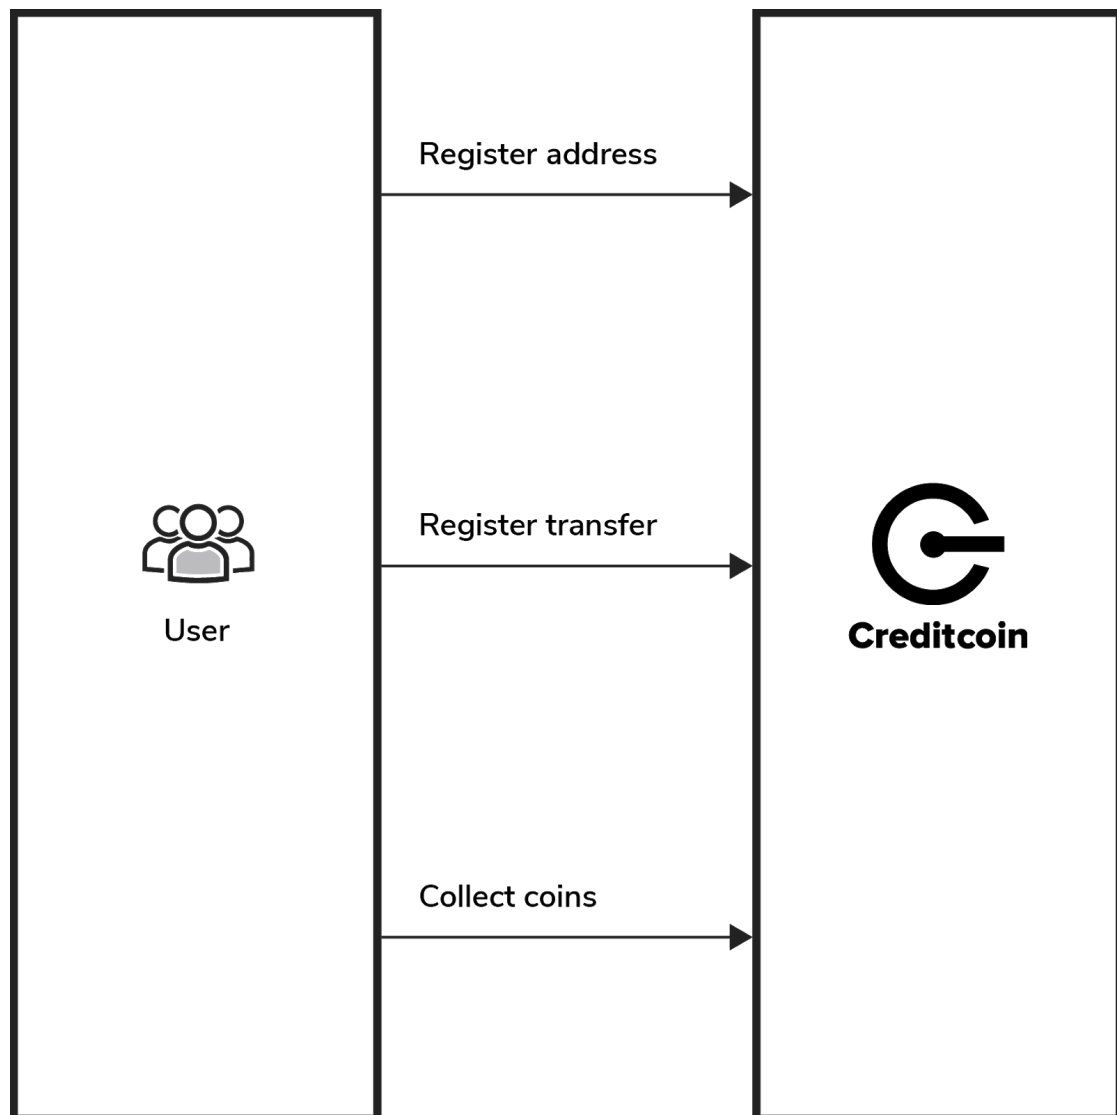 Register address
Register transfer
User
Creditcoin
Collect coins